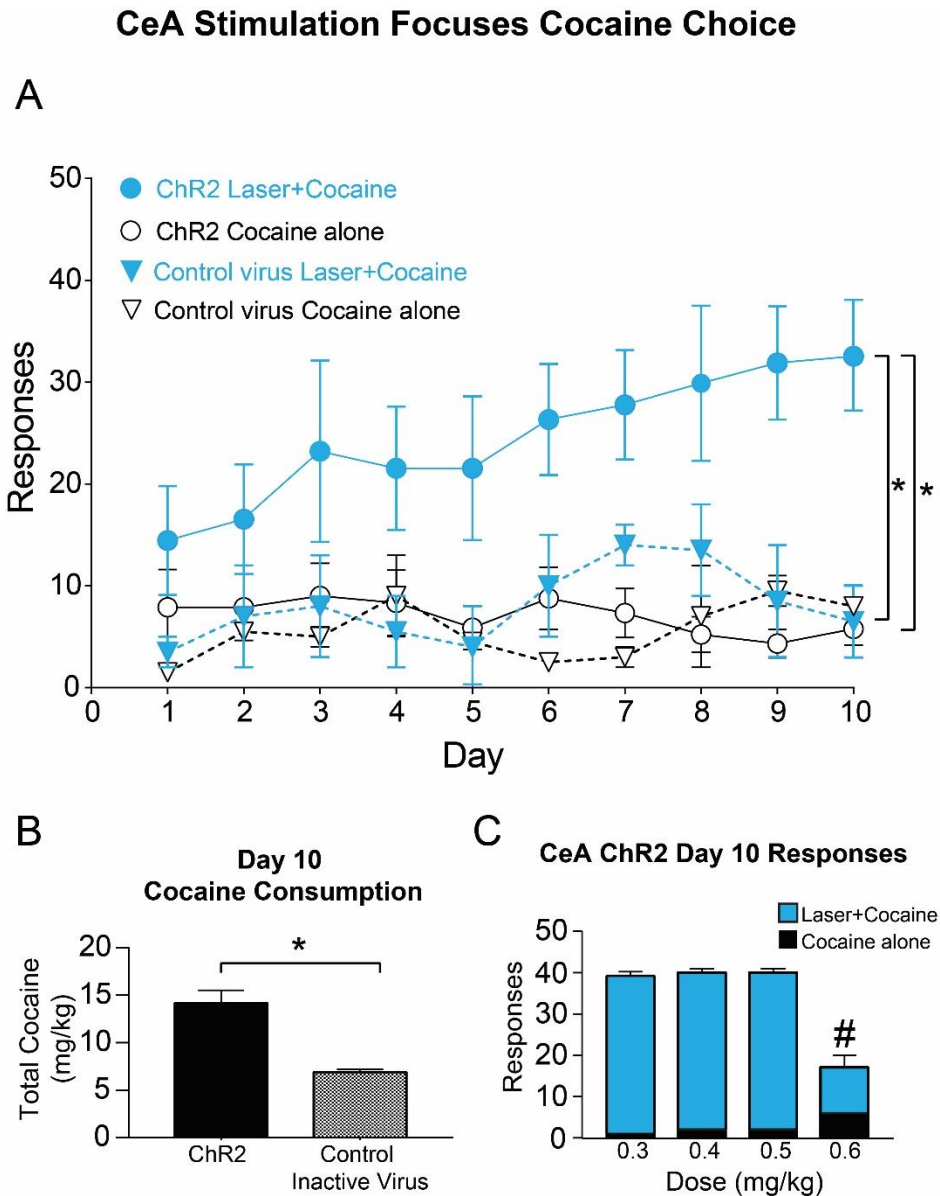 CeA Stimulation Focuses Cocaine Choice
A
50
40
30
20
10
0
Responses
ChR2 Laser+Cocaine
ChR2 Cocaine alone
Control virus Laser+Cocaine
Control virus Cocaine alone
* *
0 1 2 3 4 5 6 7 8 9 10
Day
B
Day 10
Cocaine Consumption
20
15
10
5
0
Total Cocaine
(mg/kg)
*
ChR2
Control
Inactive Virus
C
CeA ChR2 Day 10 Responses
Laser+Cocaine
Cocaine alone
50
40
30
20
10
0
Responses
#
0.3 0.4 0.5 0.6
Dose (mg/kg)